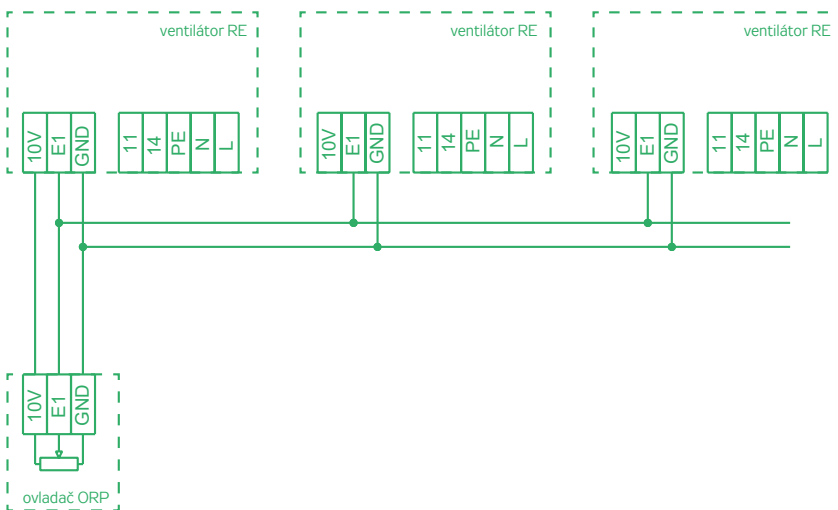 ventilátor RE
ventilátor RE
ventilátor RE
10V E1 GND 11 14 PE N L
10V E1 GND 11 14 PE N L
10V E1 GND 11 14 PE N L
10V E1 GND
ovladač ORP